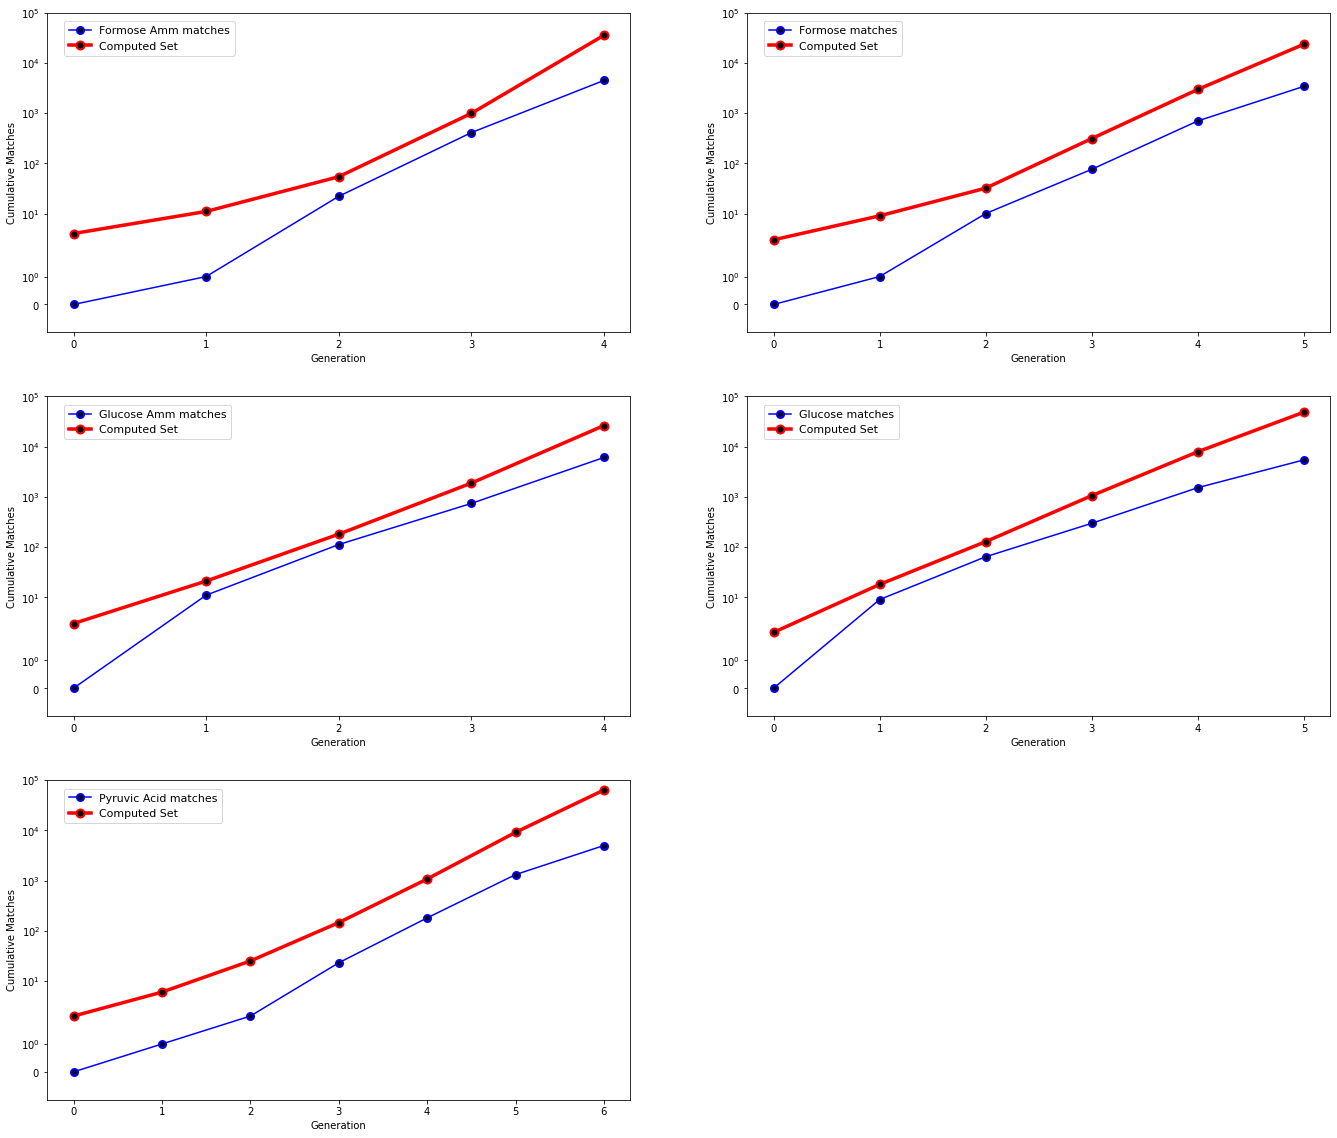 Formose Amm matches
Computed Set
Cumulative Matches
10⁵
10⁴
10³
10²
10¹
10⁰
0
0 1 2 3 4
Generation
Formose matches
Computed Set
Cumulative Matches
10⁵
10⁴
10³
10²
10¹
10⁰
0
0 1 2 3 4 5
Generation
Glucose Amm matches
Computed Set
Cumulative Matches
10⁵
10⁴
10³
10²
10¹
10⁰
0
0 1 2 3 4
Generation
Glucose matches
Computed Set
Cumulative Matches
10⁵
10⁴
10³
10²
10¹
10⁰
0
0 1 2 3 4 5
Generation
Pyruvic Acid matches
Computed Set
Cumulative Matches
10⁵
10⁴
10³
10²
10¹
10⁰
0
0 1 2 3 4 5 6
Generation